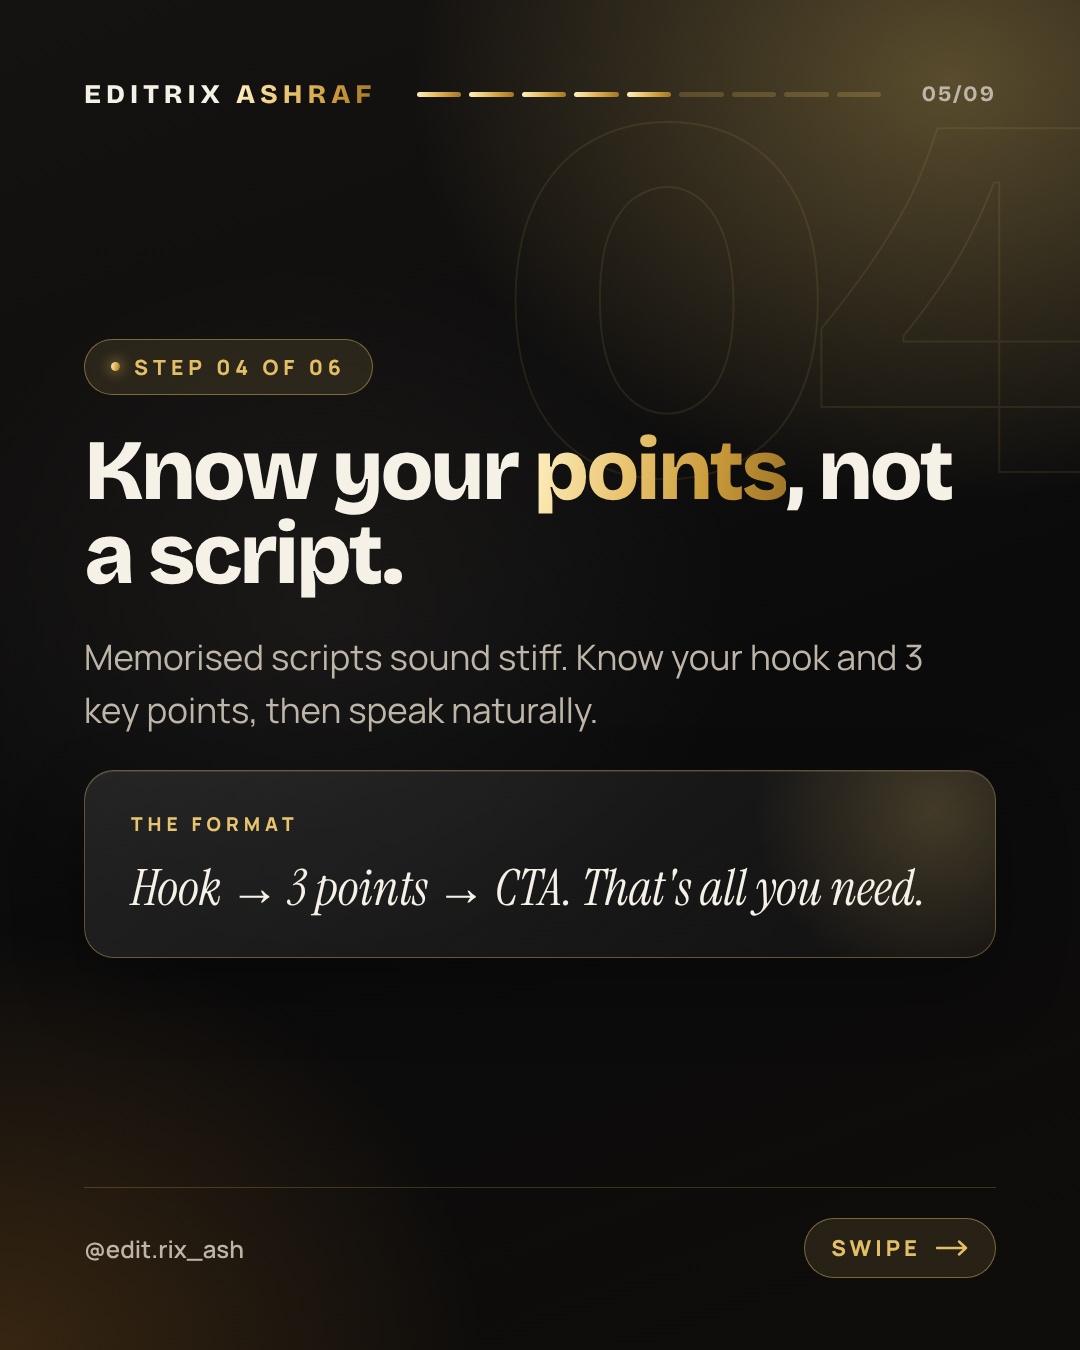 EDITRIX ASHRAF
05/09
04
STEP 04 OF 06
Know your points, not
a script.
Memorised scripts sound stiff. Know your hook and 3
key points, then speak naturally.
THE FORMAT
Hook → 3 points → CTA. That's all you need.
@edit.rix_ash
SWIPE →